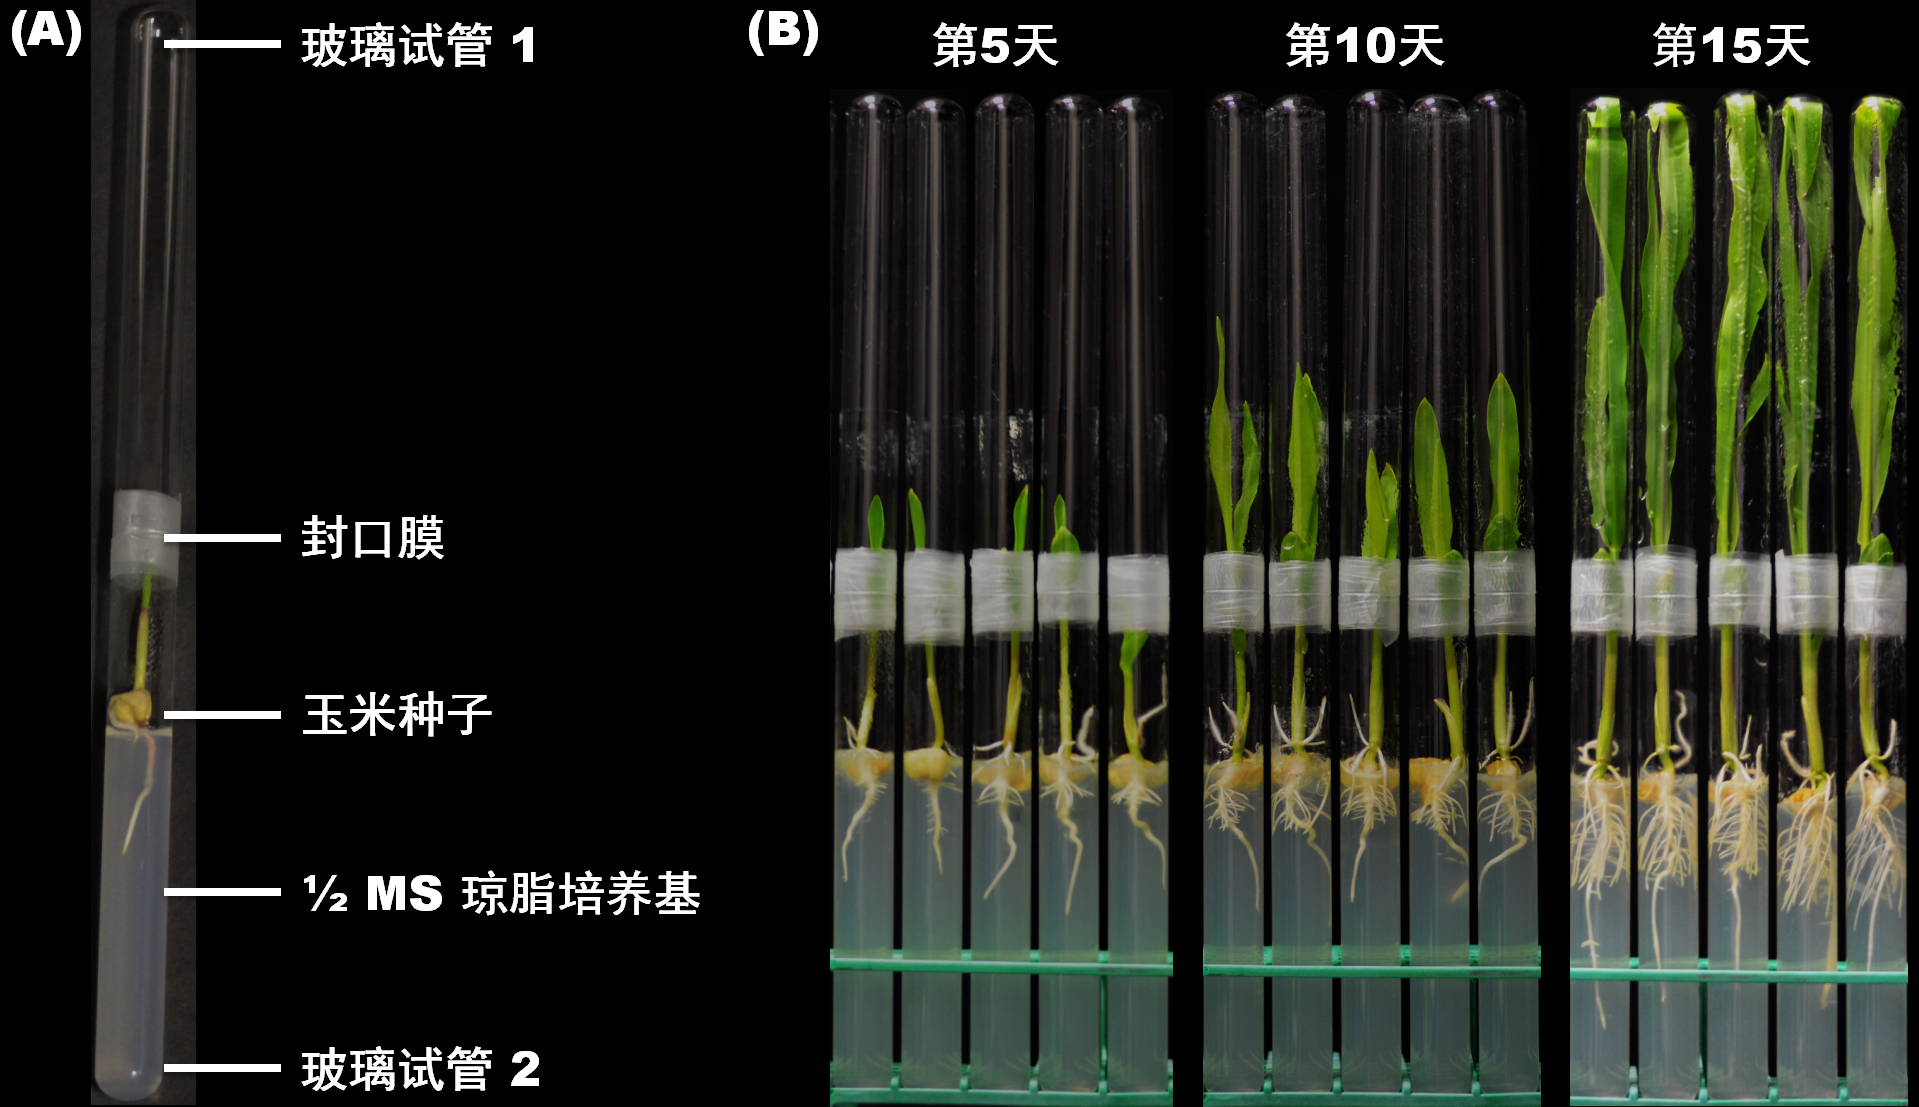 (A)
玻璃试管 1
封口膜
玉米种子
½ MS 琼脂培养基
玻璃试管 2
(B)
第5天
第10天
第15天